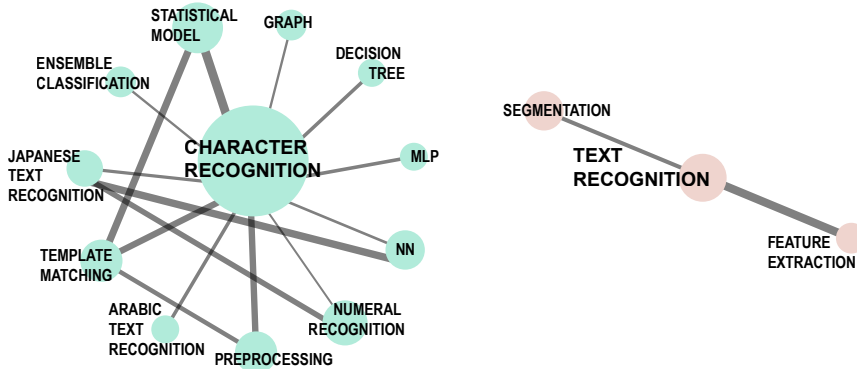 STATISTICAL
MODEL
GRAPH
DECISION
TREE
ENSEMBLE
CLASSIFICATION
CHARACTER
RECOGNITION
MLP
JAPANESE
TEXT
RECOGNITION
NN
TEMPLATE
MATCHING
ARABIC
TEXT
RECOGNITION
NUMERAL
RECOGNITION
PREPROCESSING
SEGMENTATION
TEXT
RECOGNITION
FEATURE
EXTRACTION